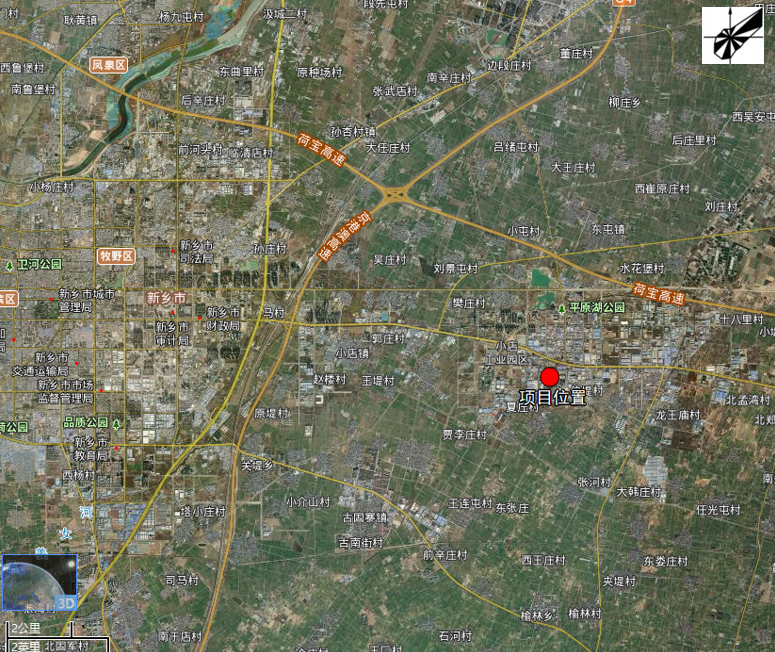 耿黄镇
杨九屯村
汲城二村
段先屯村
G4
董庄村
凤泉区
西鲁堡村
南鲁堡村
东曲里村
原种场村
边段庄村
南辛庄村
张武店村
后辛庄村
柳庄乡
西吴安屯村
孙杏村镇
前河头村
临清店村
荷宝高速
大任庄村
吕绪屯村
后庄里村
大王庄村
小杨庄村
西崔原庄村
刘庄村
京港澳高速
小屯村
东屯镇
卫河公园
牧野区
新乡市
司法局
孙庄村
吴庄村
刘景屯村
水花堡村
新乡市城市
管理局
新乡市
樊庄村
荷宝高速
平原湖公园
新乡市
财政局
马村
十八里村
新乡市
审计局
郭庄村
小店镇
小店
工业园区
新乡市
交通运输局
赵楼村
王堤村
新乡市市场
监督管理局
项目位置
夏庄村
北孟湾村
品质公园
原堤村
龙王庙村
新乡市
教育局
贾李庄村
西杨村
关堤乡
张河村
大韩庄村
小介山村
王连屯村
东张庄
任光屯村
塔小庄村
古固寨镇
古南街村
前辛庄村
西王庄村
东娄庄村
司马村
夹堤村
3D
榆林乡
榆林村
2公里
南于店村
石河村
2英里
北固军村